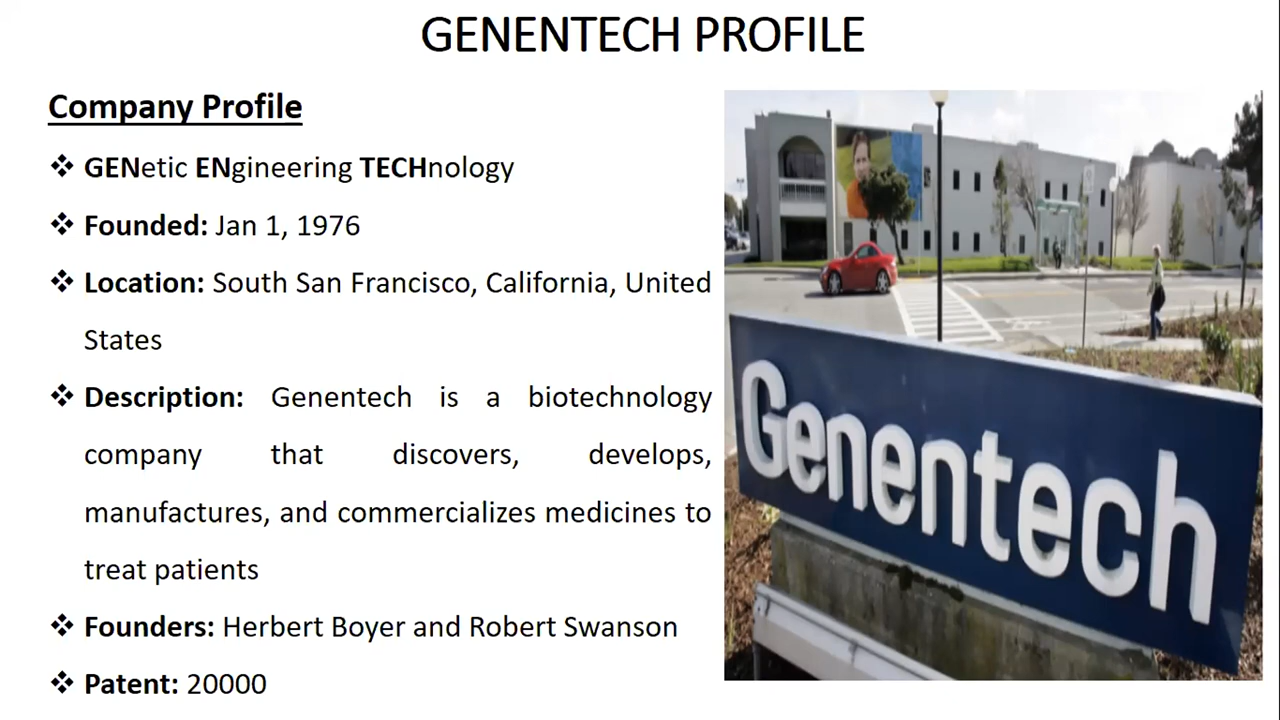 GENENTECH PROFILE
Company Profile
❖ GENetic ENgineering TECHnology
❖ Founded: Jan 1, 1976
❖ Location: South San Francisco, California, United
States
❖ Description: Genentech is a biotechnology
company that discovers, develops,
manufactures, and commercializes medicines to
treat patients
❖ Founders: Herbert Boyer and Robert Swanson
❖ Patent: 20000
Genentech